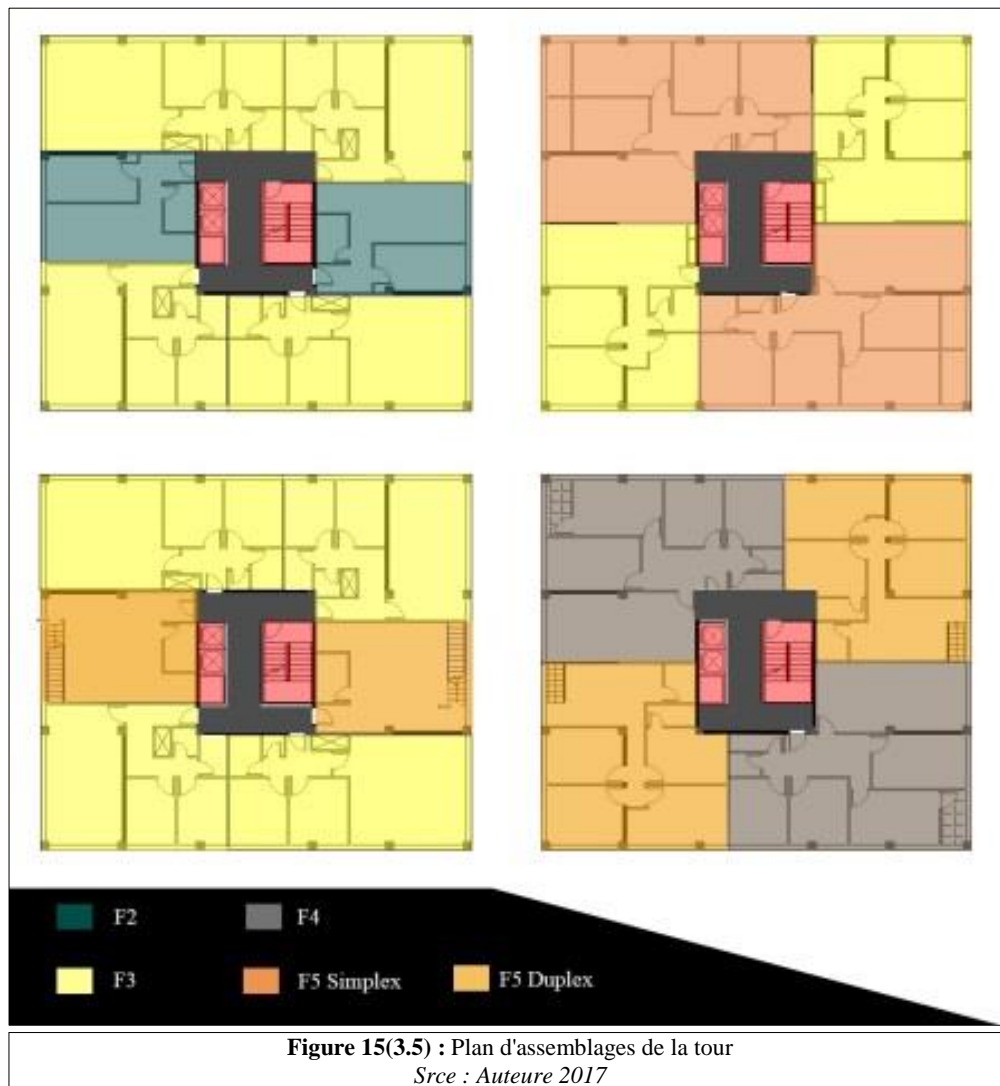 F2
F4
F3
F5 Simplex
F5 Duplex
Figure 15(3.5) : Plan d'assemblages de la tour
Srce : Auteure 2017